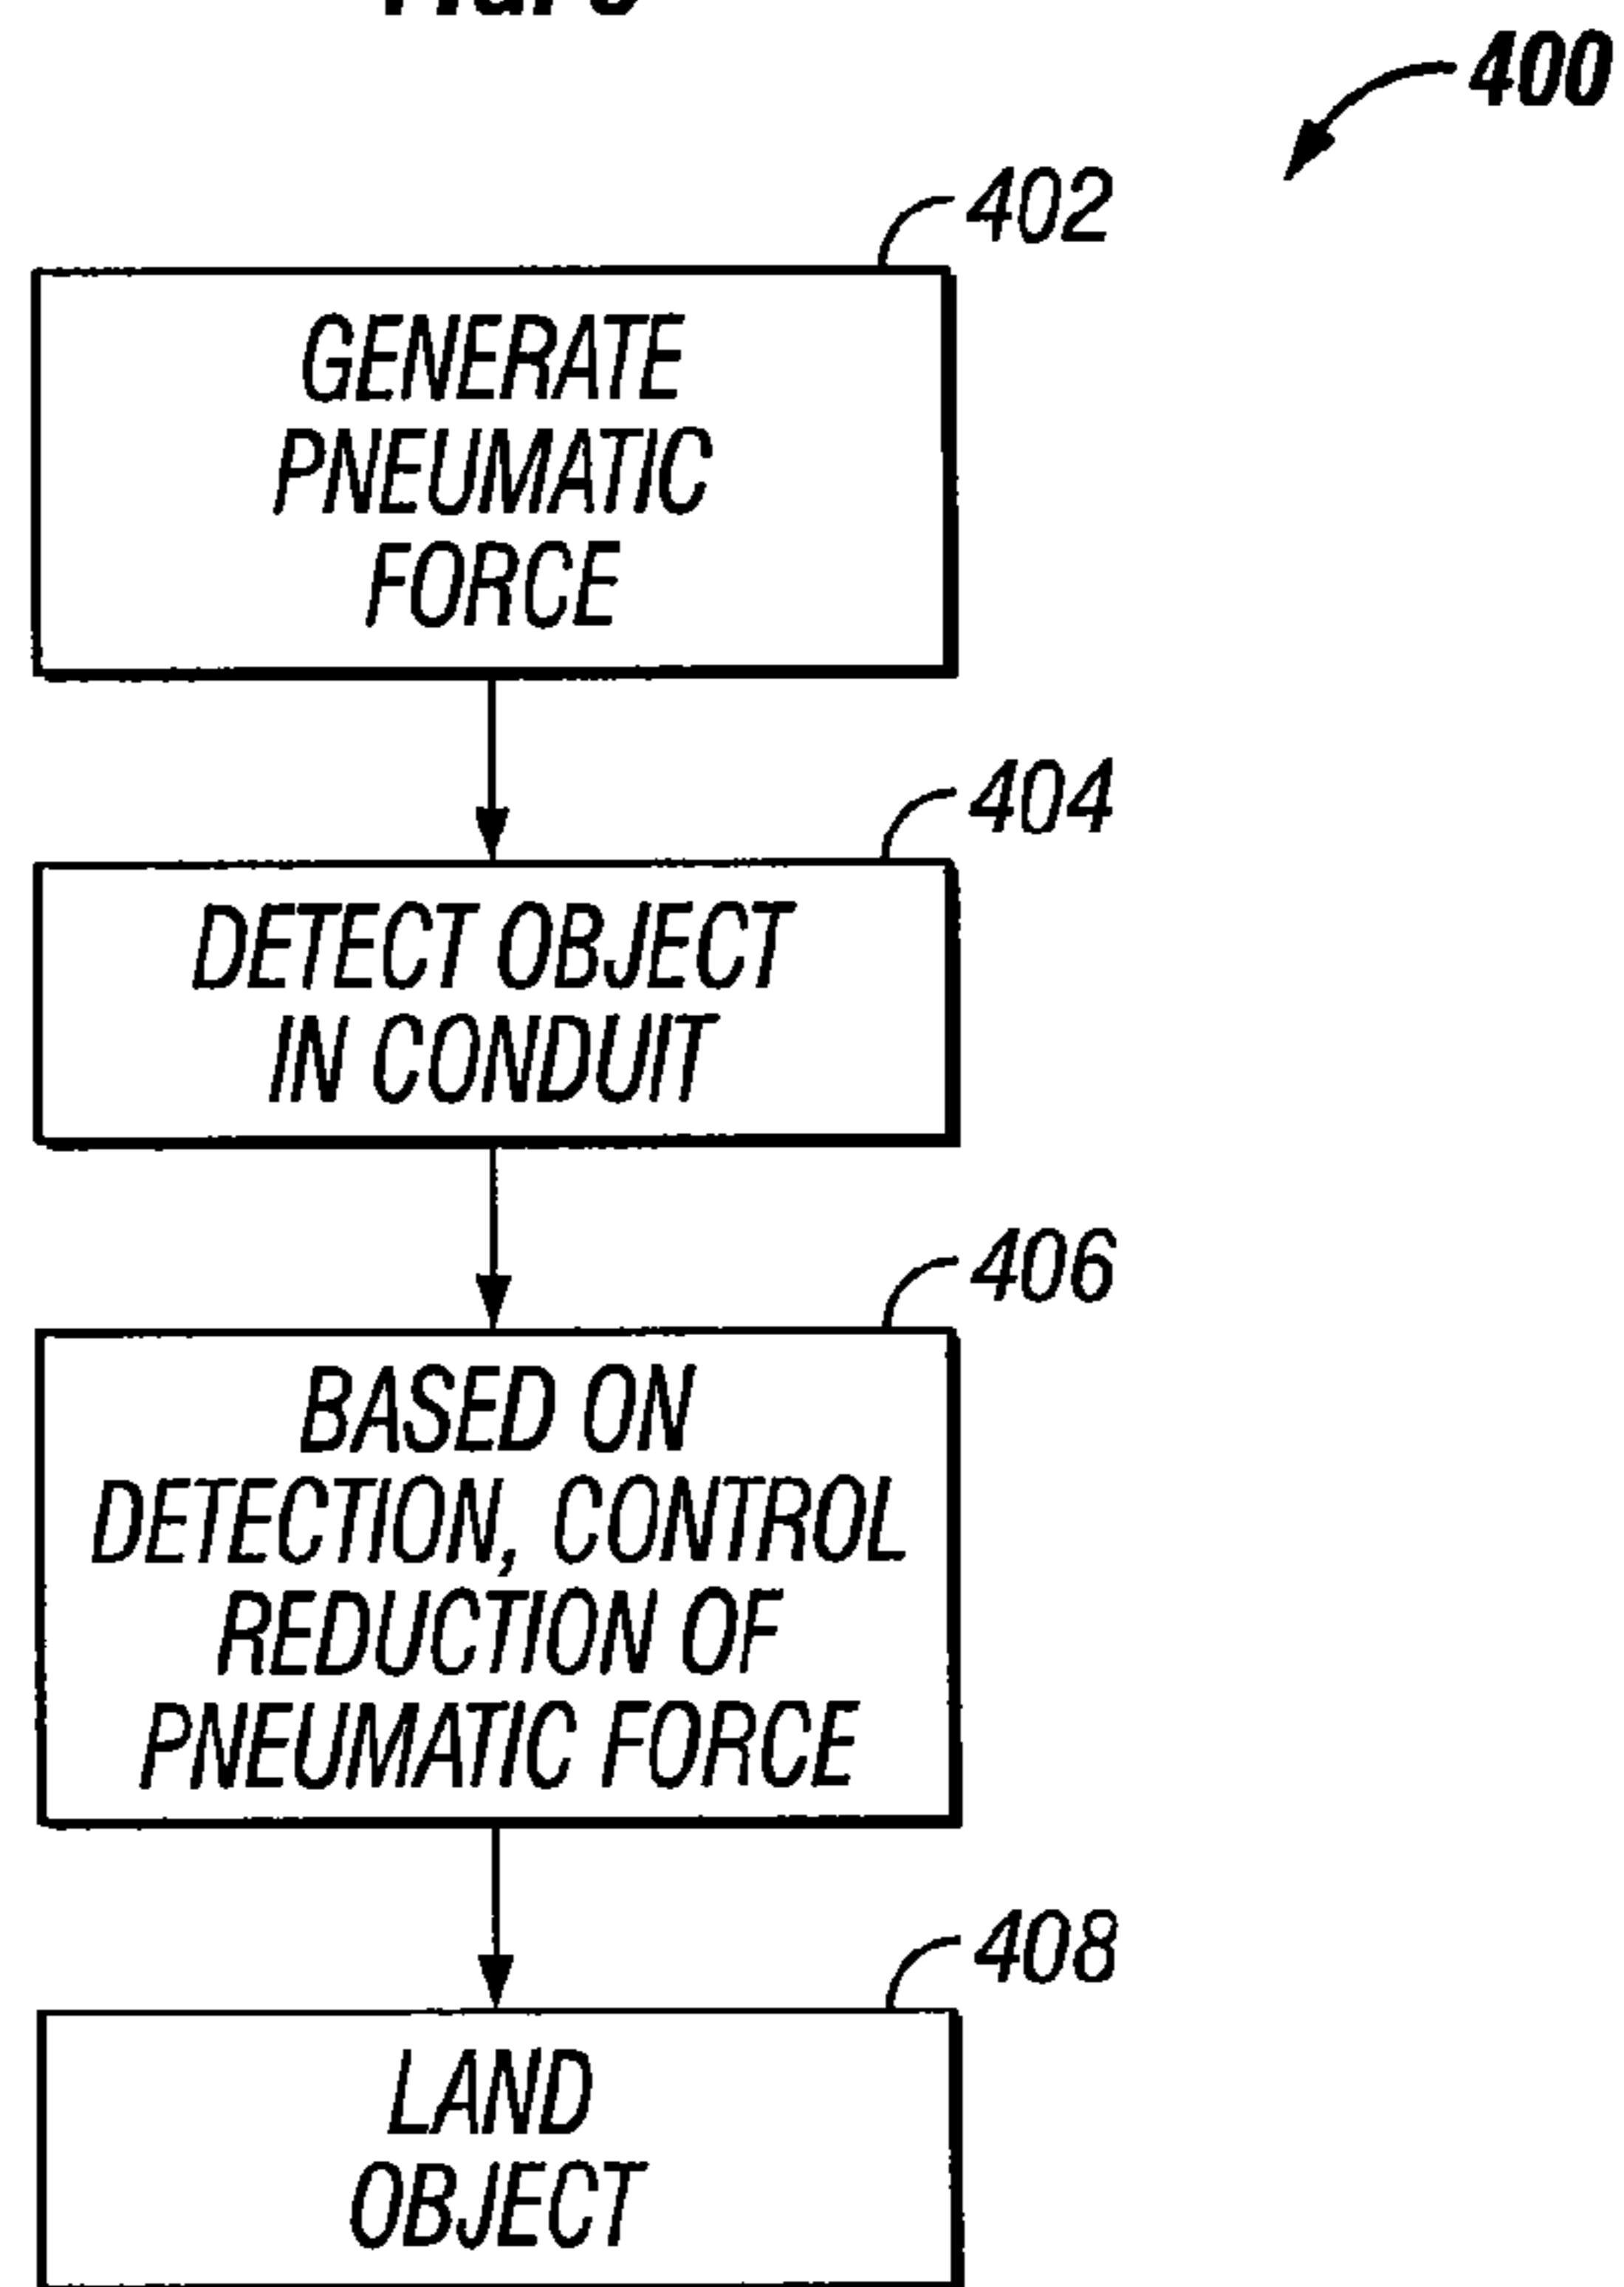 400
402
GENERATE
PNEUMATIC
FORCE
404
DETECT OBJECT
IN CONDUIT
406
BASED ON
DETECTION, CONTROL
REDUCTION OF
PNEUMATIC FORCE
408
LAND
OBJECT